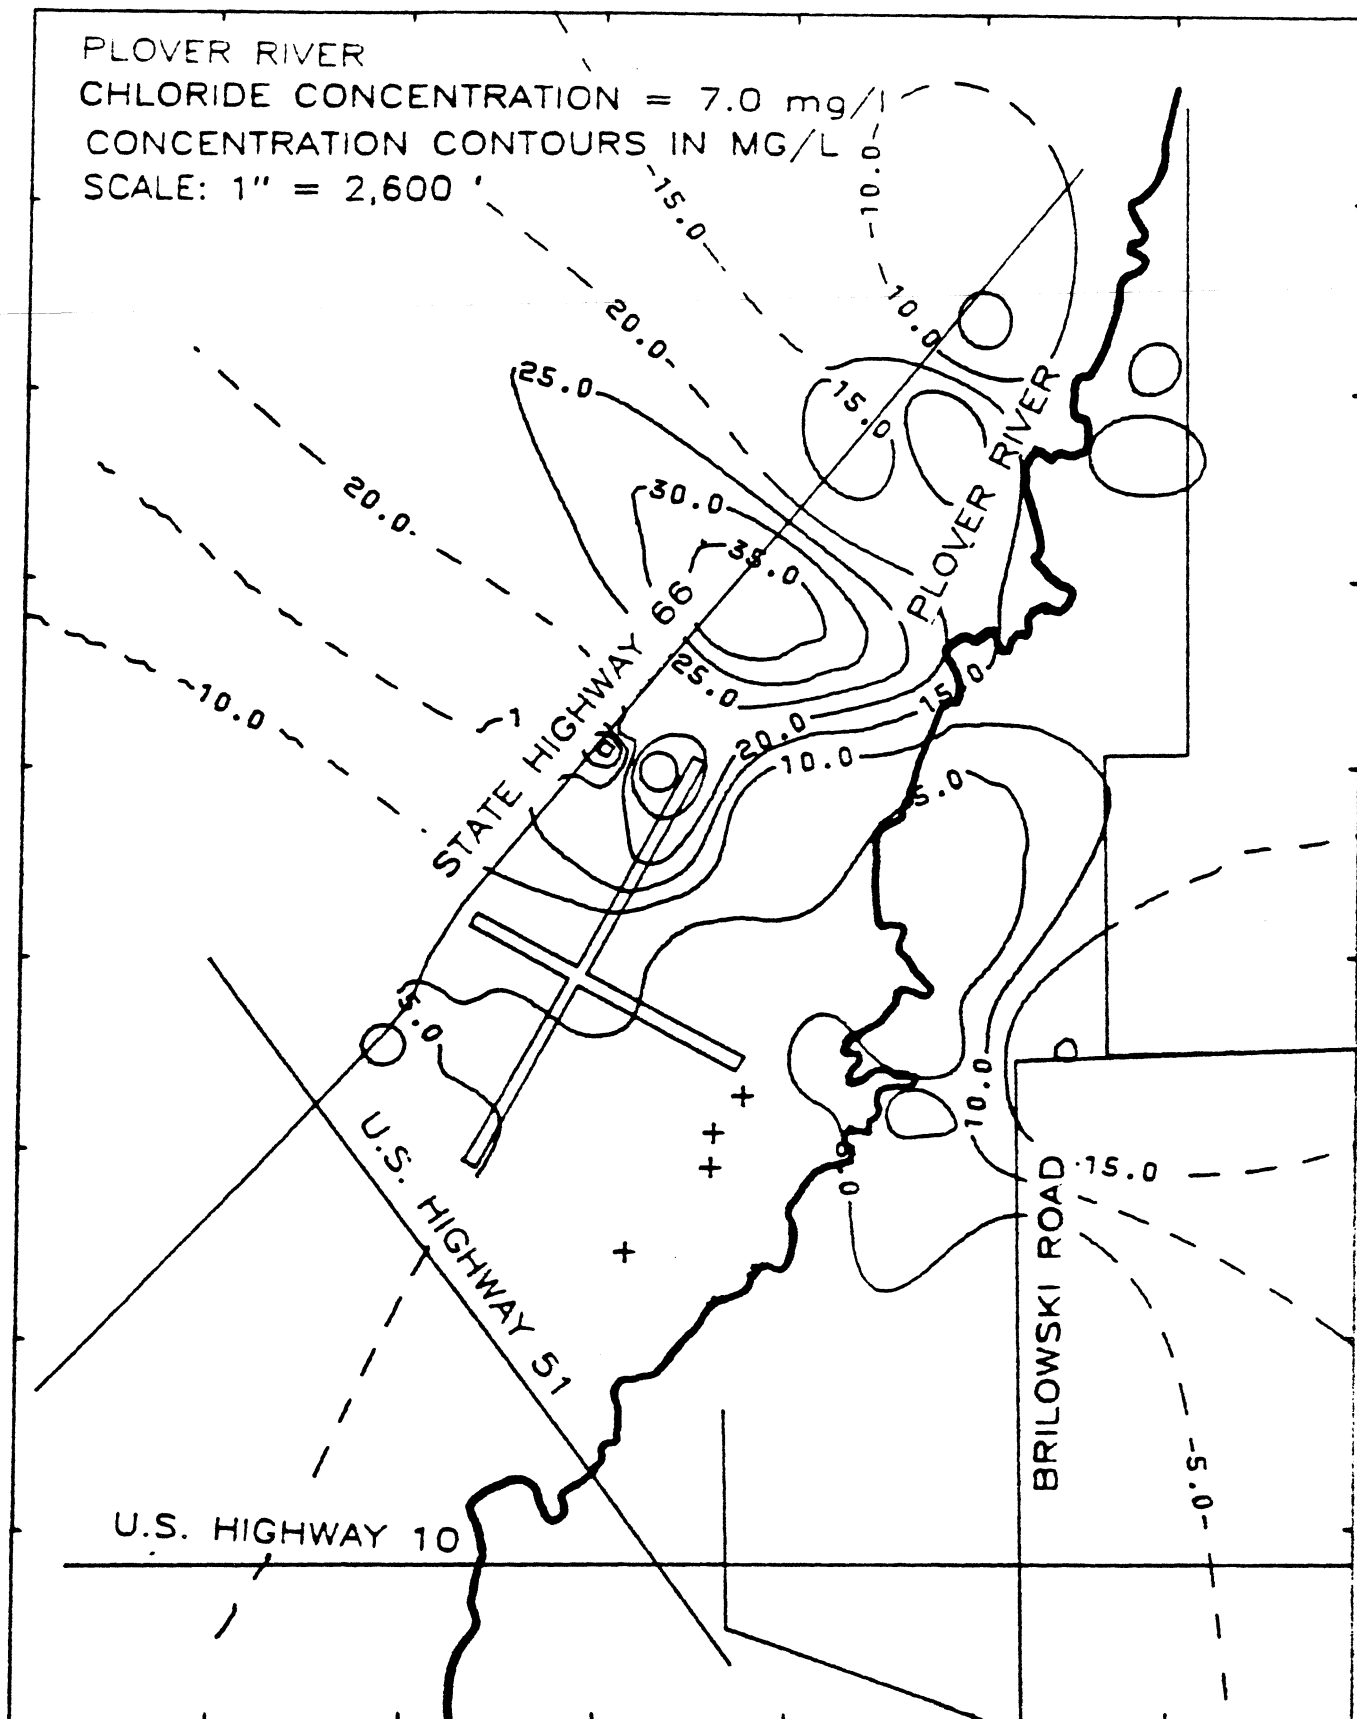 PLOVER RIVER
CHLORIDE CONCENTRATION = 7.0 mg/l
CONCENTRATION CONTOURS IN MG/L
SCALE: 1" = 2,600 '
-10.0-
-15.0-
-10.0
20.0-
25.0-
15.0
PLOVER RIVER
20.0-
30.0-
35.0
STATE HIGHWAY 66
25.0
15.0
-10.0
1
20.0
10.0
5.0
5.0
10.0
U.S. HIGHWAY 51
15.0
.0
BRILOWSKI ROAD
-5.0-
U.S. HIGHWAY 10